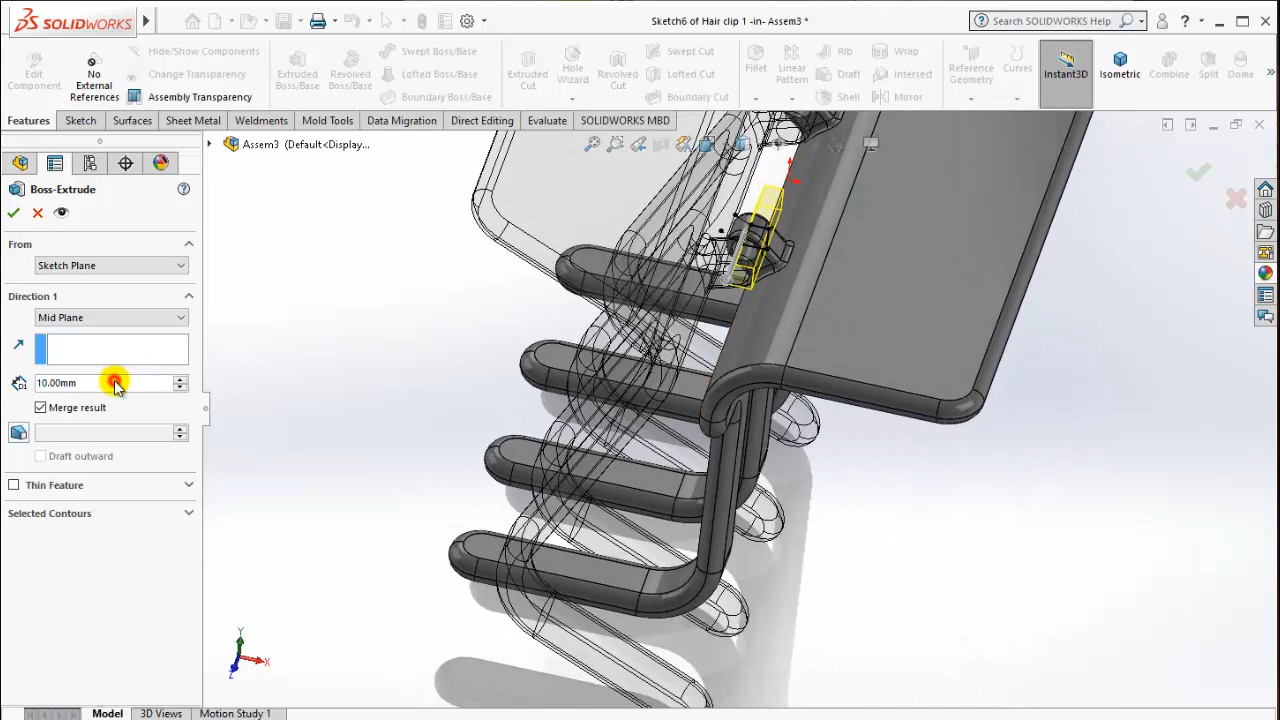 SOLIDWORKS
Sketch6 of Hair clip 1 -in- Assem3 *
Search SOLIDWORKS Help
Edit Component
No External References
Hide/Show Components
Change Transparency
Assembly Transparency
Extruded Boss/Base
Revolved Boss/Base
Swept Boss/Base
Lofted Boss/Base
Boundary Boss/Base
Extruded Cut
Hole Wizard
Revolved Cut
Swept Cut
Lofted Cut
Boundary Cut
Fillet
Linear Pattern
Rib
Draft
Shell
Wrap
Intersect
Mirror
Reference Geometry
Curves
Instant3D
Isometric
Combine
Split
Dome
Features
Sketch
Surfaces
Sheet Metal
Weldments
Mold Tools
Data Migration
Direct Editing
Evaluate
SOLIDWORKS MBD
Assem3 (Default<Display...
Boss-Extrude
From
Sketch Plane
Direction 1
Mid Plane
D1
10.00mm
Merge result
Draft outward
Thin Feature
Selected Contours
Y
X
Z
Model
3D Views
Motion Study 1